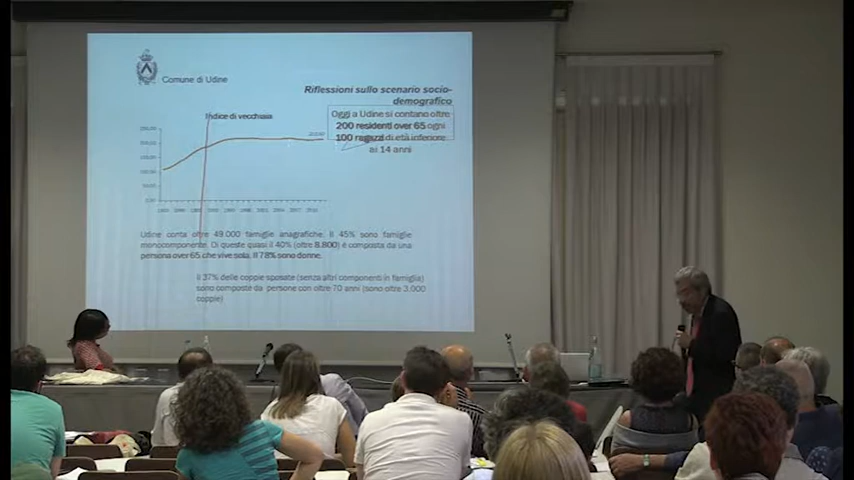 Comune di Udine
Riflessioni sullo scenario socio-
demografico
Oggi a Udine si contano oltre
200 residenti over 65 ogni
100 ragazzi di età inferiore
ai 14 anni
Indice di vecchiaia
Udine conta oltre 49.000 famiglie anagrafiche. Il 45% sono famiglie
monocomponente. Di queste quasi il 40% (oltre 8.800) è composta da una
persona over 65 che vive sola. Il 78% sono donne.
Il 37% delle coppie sposate (senza altri componenti in famiglia)
sono composte da persone con oltre 70 anni (sono oltre 3.000
coppie)